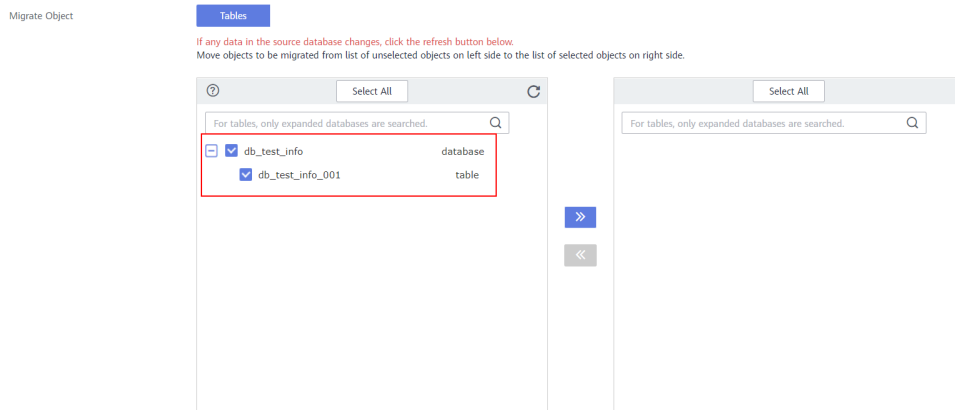 Migrate Object
Tables
If any data in the source database changes, click the refresh button below.
Move objects to be migrated from list of unselected objects on left side to the list of selected objects on right side.
Select All
Select All
For tables, only expanded databases are searched.
For tables, only expanded databases are searched.
db_test_info database
db_test_info_001 table